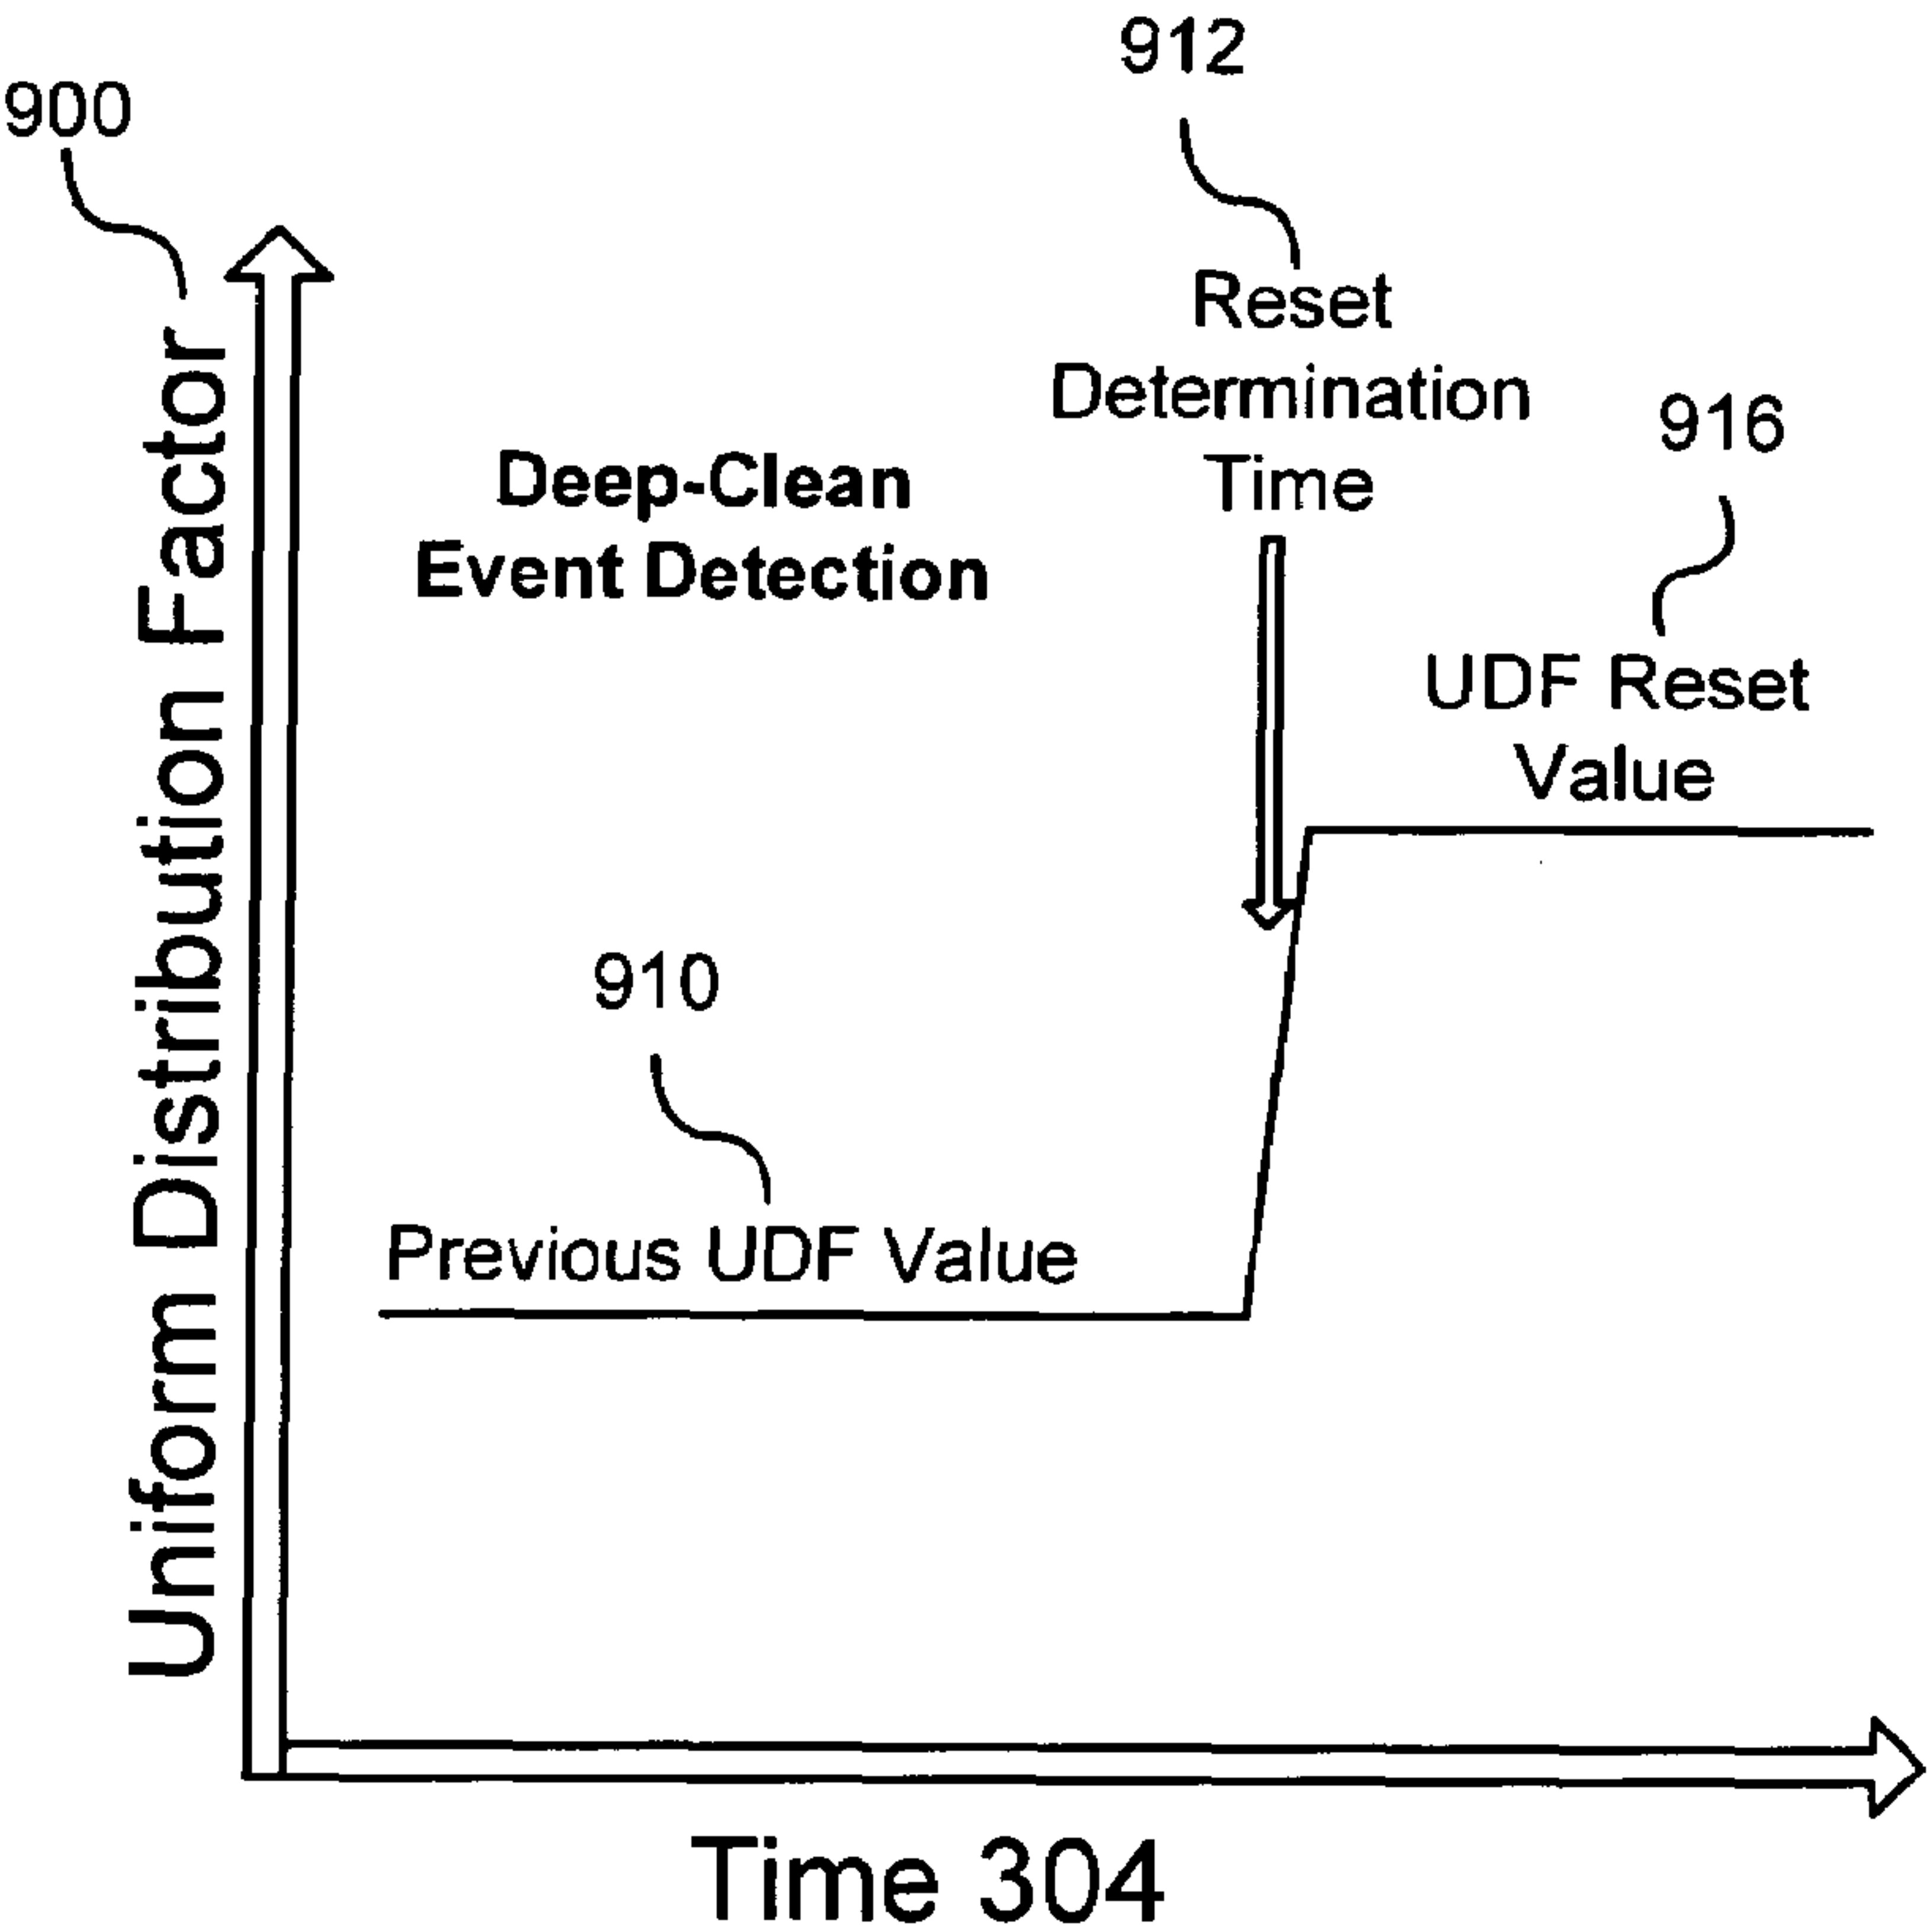 912
900
Reset
Determination
Time
916
Deep-Clean
Event Detection
UDF Reset
Value
910
Previous UDF Value
Uniform Distribution Factor
Time 304